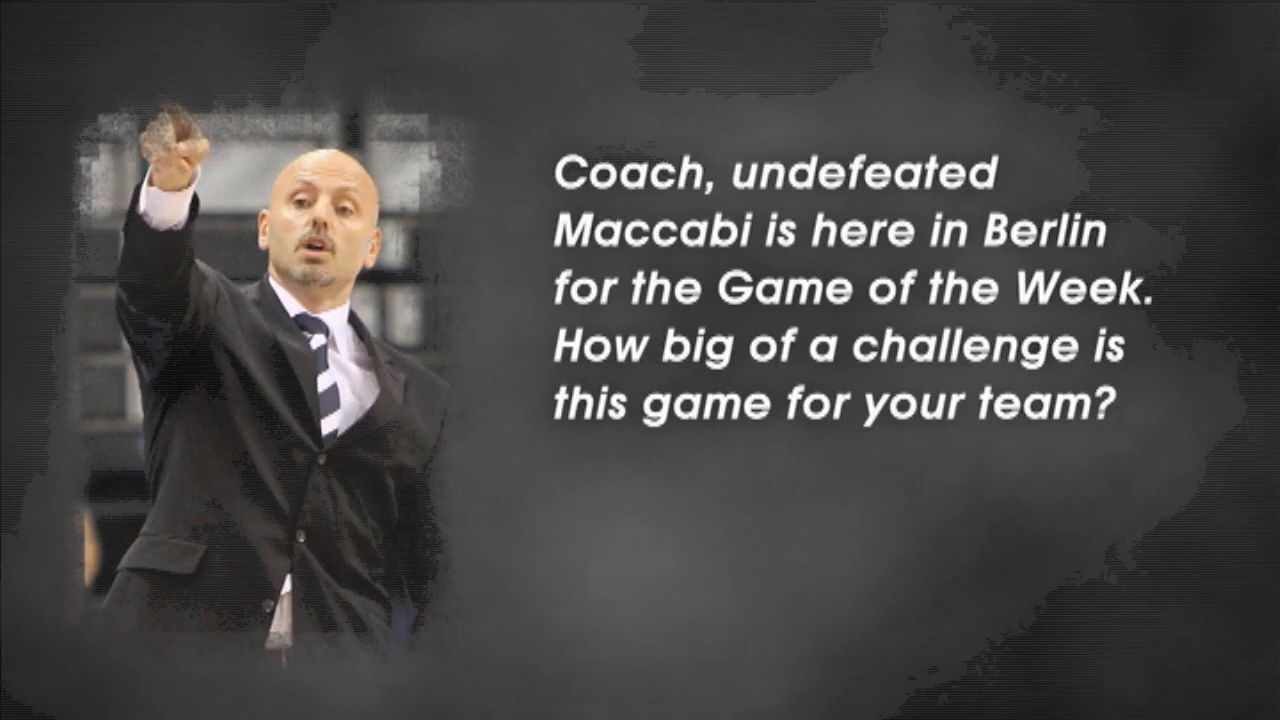 Coach, undefeated
Maccabi is here in Berlin
for the Game of the Week.
How big of a challenge is
this game for your team?